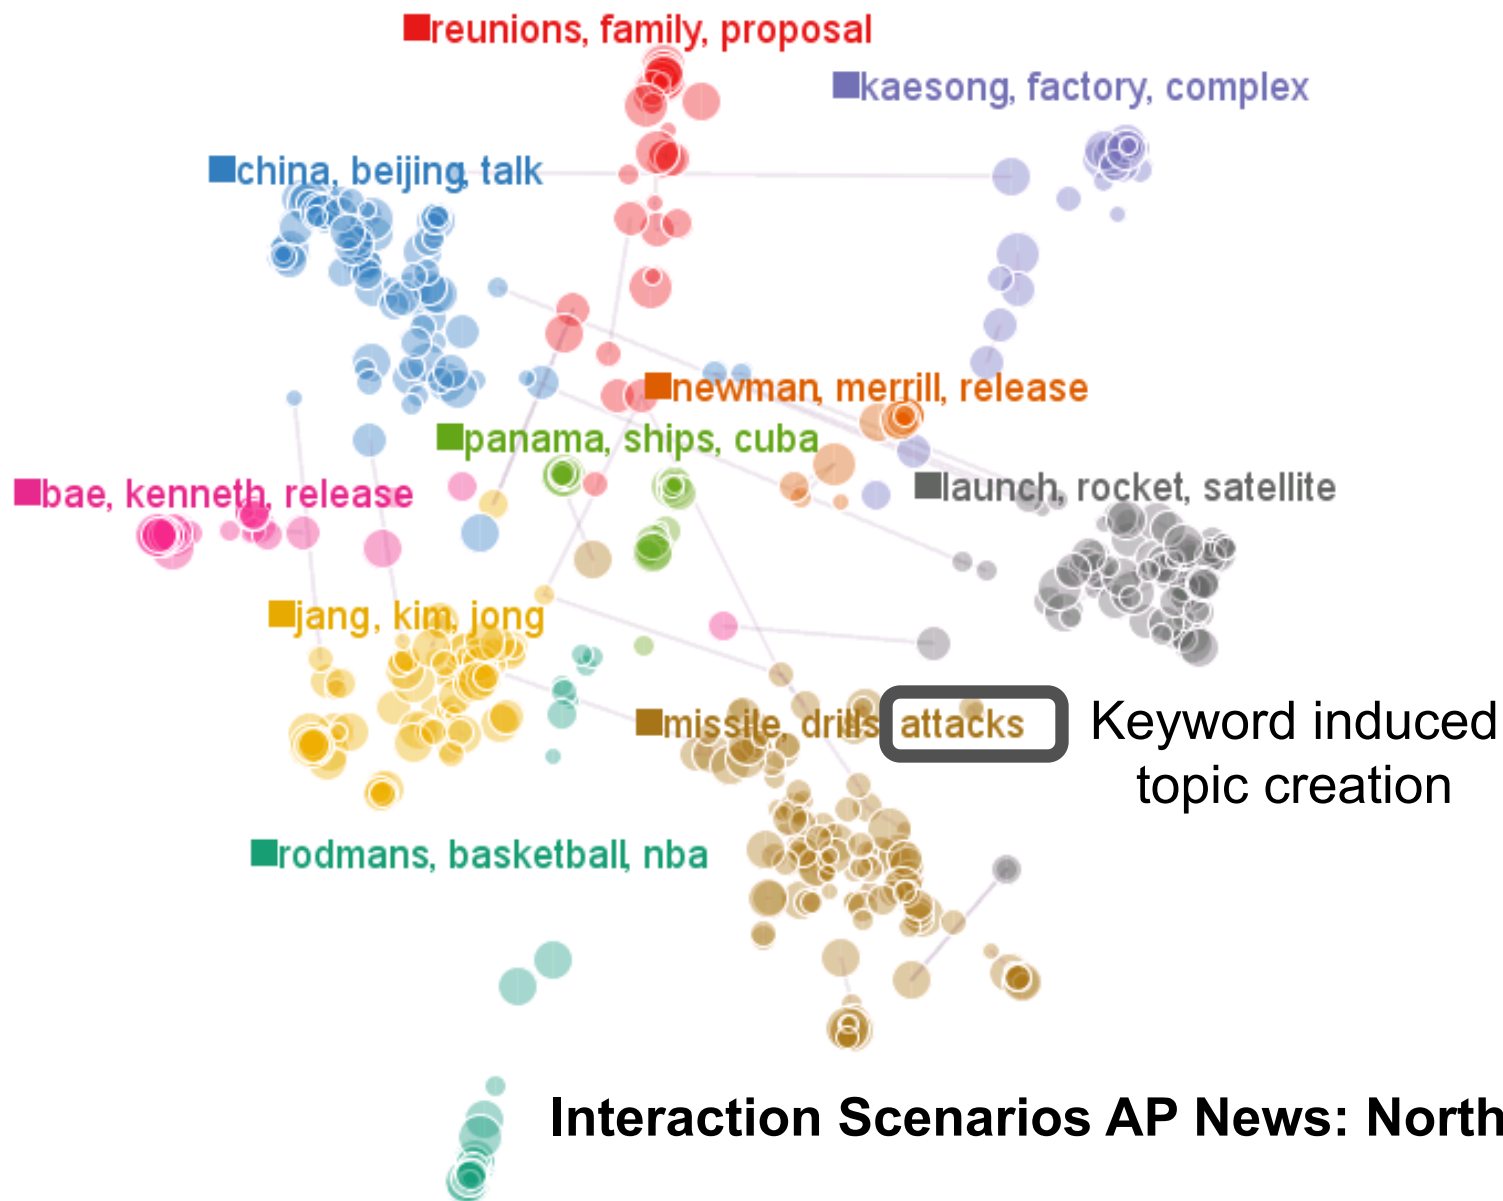 reunions, family, proposal
kaesong, factory, complex
china, beijing, talk
newman, merrill, release
panama, ships, cuba
bae, kenneth, release
launch, rocket, satellite
jang, kim, jong
missile, drills, attacks
Keyword induced
topic creation
rodmans, basketball, nba
Interaction Scenarios AP News: North